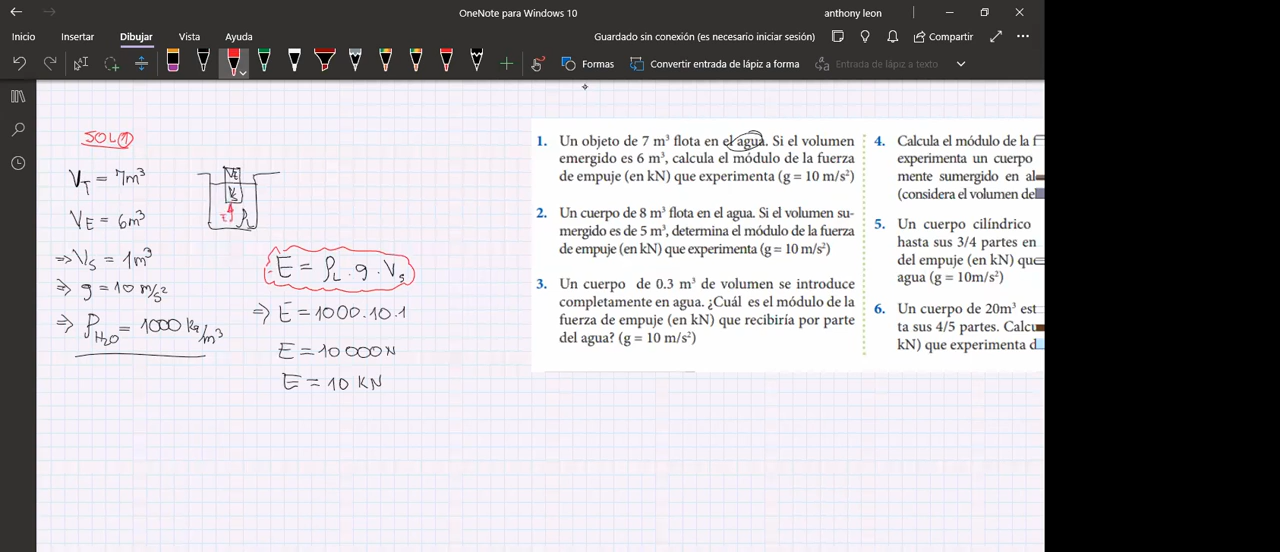 OneNote para Windows 10
anthony leon
Inicio
Insertar
Dibujar
Vista
Guardado sin conexión (es necesario iniciar sesión)
Compartir
Formas
Convertir entrada de lápiz a forma
Entrada de lápiz a texto
SOL 1
V_T = 7m³
V_E = 6m³
⇒ V_S = 1m³
⇒ g = 10 m/s²
⇒ ρ_H₂O = 1000 kg/m³
V_E
V_S
E
E = ρ_L . g . V_S
⇒ E = 1000.10.1
E = 10 000 N
E = 10 KN
1. Un objeto de 7 m³ flota en el agua. Si el volumen
emergido es 6 m³, calcula el módulo de la fuerza
de empuje (en kN) que experimenta (g = 10 m/s²)
2. Un cuerpo de 8 m³ flota en el agua. Si el volumen su-
mergido es de 5 m³, determina el módulo de la fuerza
de empuje (en kN) que experimenta (g = 10 m/s²)
3. Un cuerpo de 0.3 m³ de volumen se introduce
completamente en agua. ¿Cuál es el módulo de la
fuerza de empuje (en kN) que recibiría por parte
del agua? (g = 10 m/s²)
4. Calcula el módulo de la f
experimenta un cuerpo
mente sumergido en al
(considera el volumen del
5. Un cuerpo cilíndrico
hasta sus 3/4 partes en
del empuje (en kN) que
agua (g = 10m/s²)
6. Un cuerpo de 20m³ est
ta sus 4/5 partes. Calcu
kN) que experimenta d